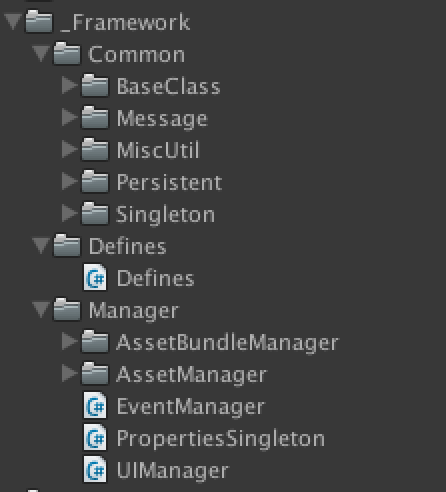 _Framework
Common
BaseClass
Message
MiscUtil
Persistent
Singleton
Defines
Defines
Manager
AssetBundleManager
AssetManager
EventManager
PropertiesSingleton
UIManager